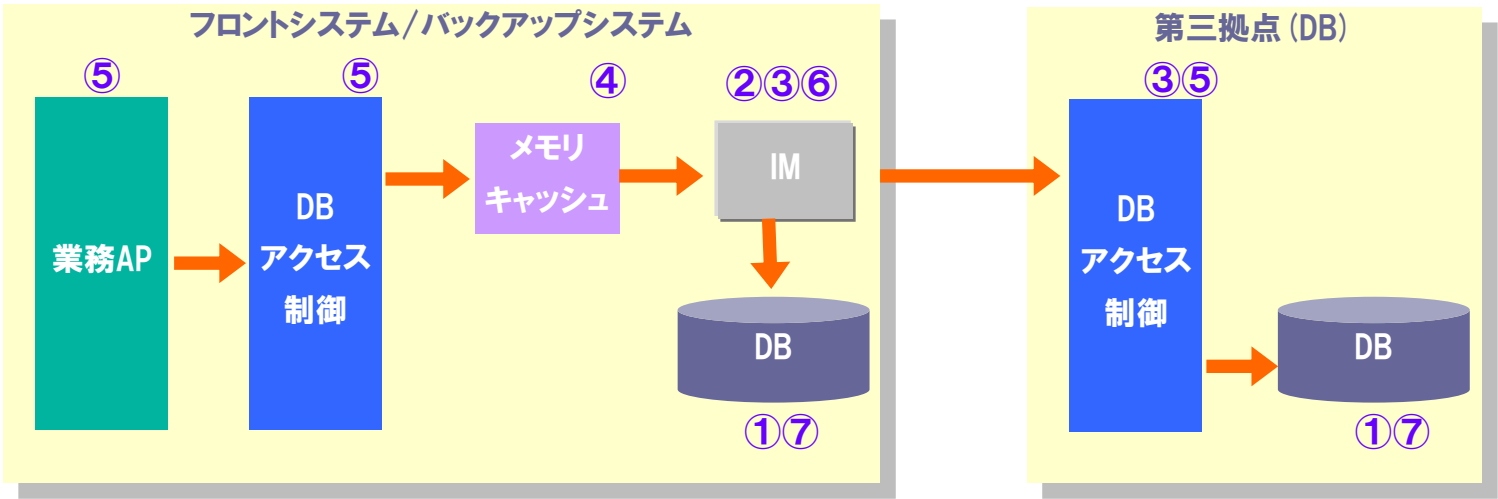 フロントシステム/バックアップシステム
⑤
⑤
④
②③⑥
業務AP
DB
アクセス
制御
メモリ
キャッシュ
IM
DB
①⑦
第三拠点(DB)
③⑤
DB
アクセス
制御
DB
①⑦